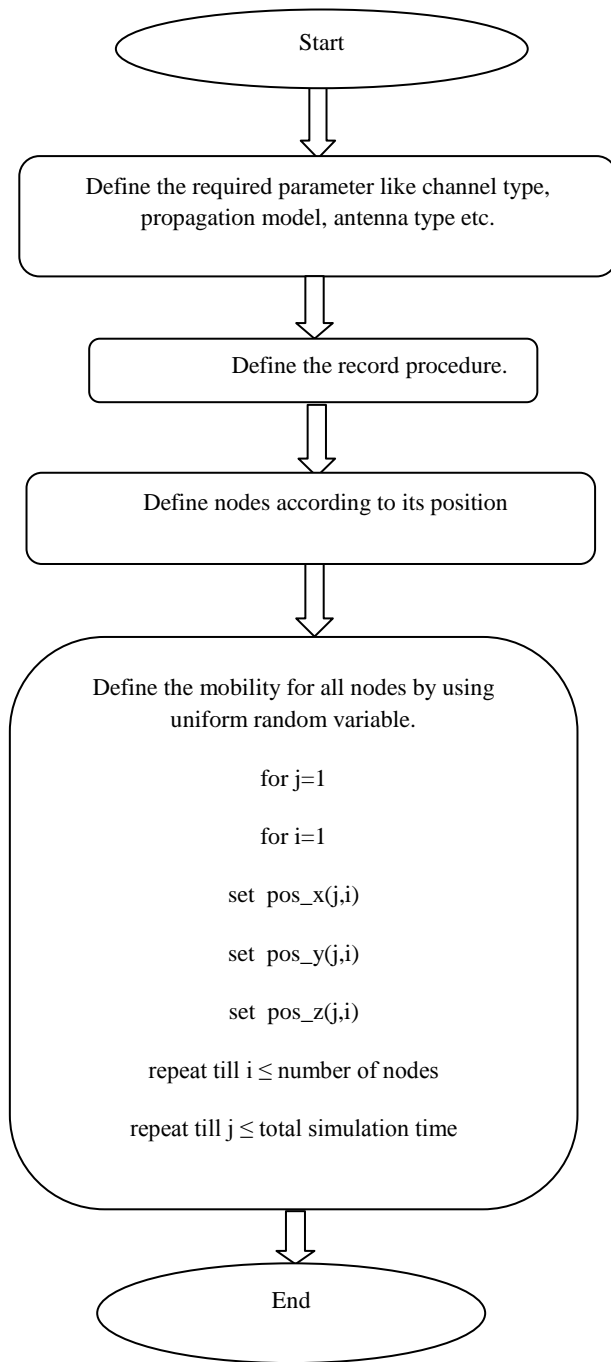 Start
Define the required parameter like channel type,
propagation model, antenna type etc.
Define the record procedure.
Define nodes according to its position
Define the mobility for all nodes by using
uniform random variable.
for j=1
for i=1
set pos_x(j,i)
set pos_y(j,i)
set pos_z(j,i)
repeat till i ≤ number of nodes
repeat till j ≤ total simulation time
End